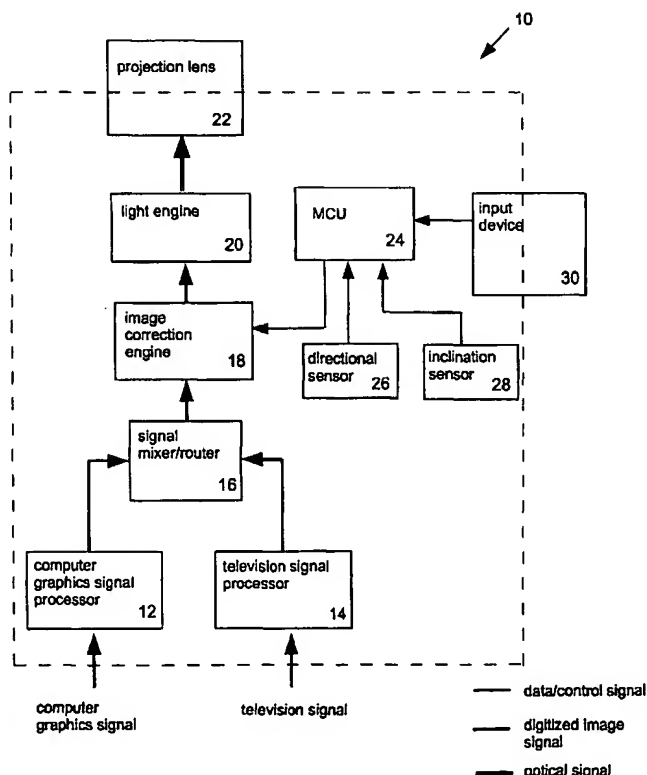 10
projection lens
22
light engine
20
MCU
24
input
device
30
image
correction
engine
18
directional
sensor
26
inclination
sensor
28
signal
mixer/router
16
computer
graphics signal
processor
12
television signal
processor
14
computer
graphics signal
television signal
data/control signal
digitized image
signal
optical signal